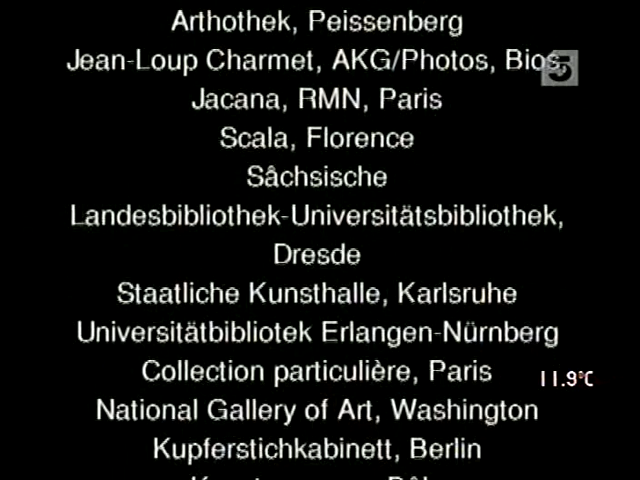 Arthothek, Peissenberg
Jean-Loup Charmet, AKG/Photos, Bios
5
Jacana, RMN, Paris
Scala, Florence
Sâchsische
Landesbibliothek-Universitätsbibliothek,
Dresde
Staatliche Kunsthalle, Karlsruhe
Universitätbibliotek Erlangen-Nürnberg
Collection particulière, Paris
11.9°C
National Gallery of Art, Washington
Kupferstichkabinett, Berlin